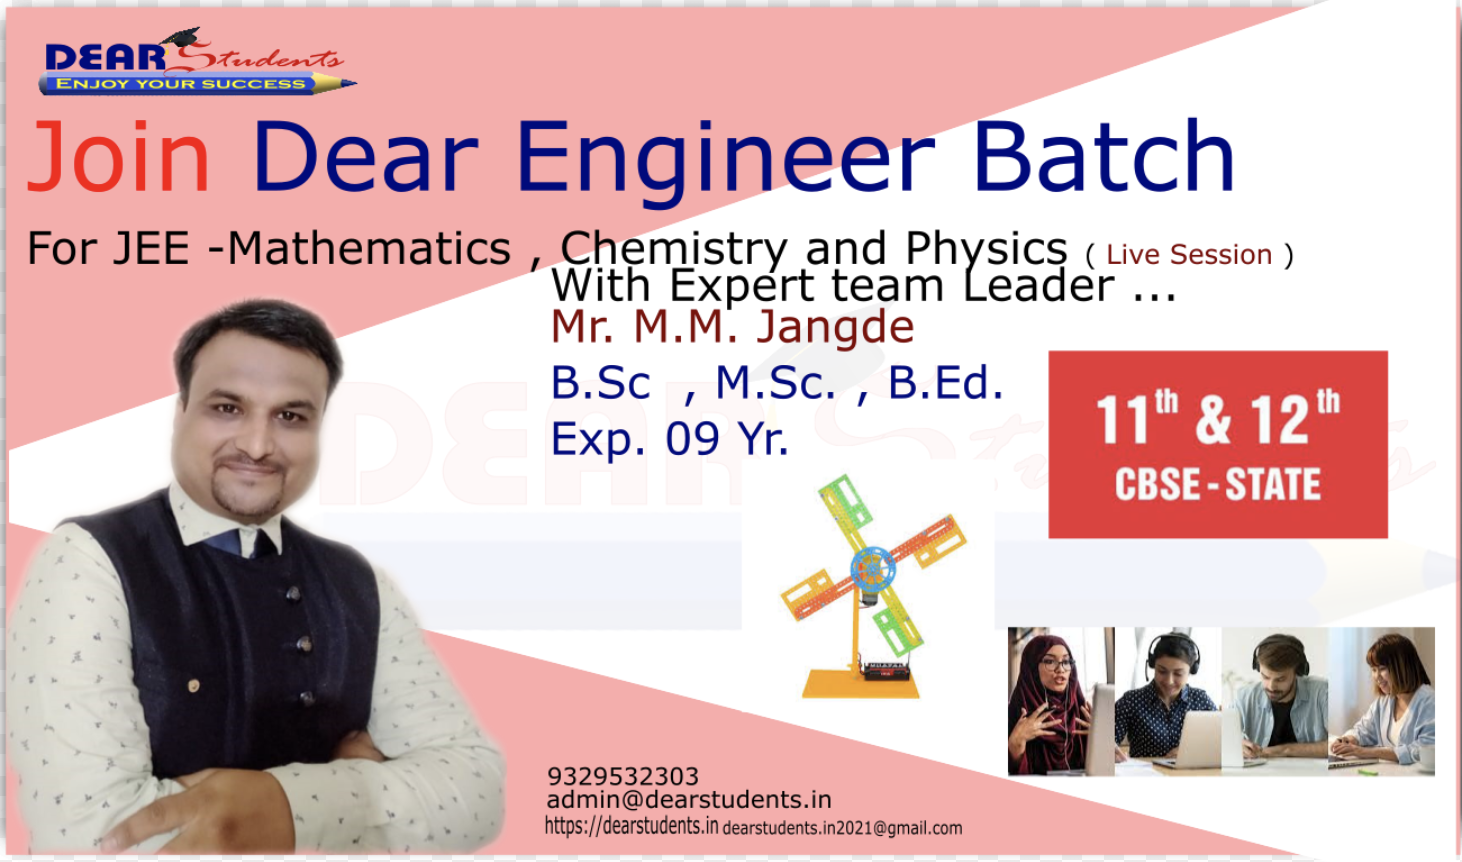 DEAR Students
ENJOY YOUR SUCCESS
Join Dear Engineer Batch
For JEE -Mathematics , Chemistry and Physics ( Live Session )
With Expert team Leader ...
Mr. M.M. Jangde
B.Sc , M.Sc. , B.Ed.
Exp. 09 Yr.
11th & 12th
CBSE - STATE
DEAR Students
9329532303
admin@dearstudents.in
https://dearstudents.in dearstudents.in2021@gmail.com